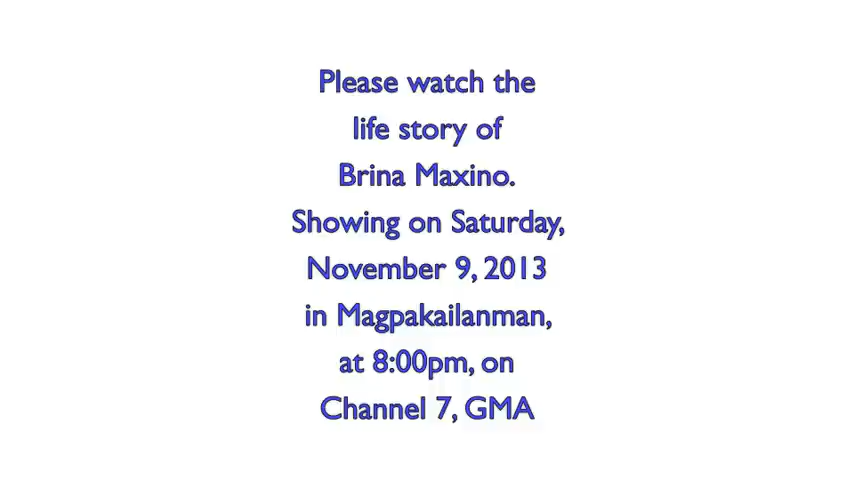 Please watch the
life story of
Brina Maxino.
Showing on Saturday,
November 9, 2013
in Magpakailanman,
at 8:00pm, on
Channel 7, GMA